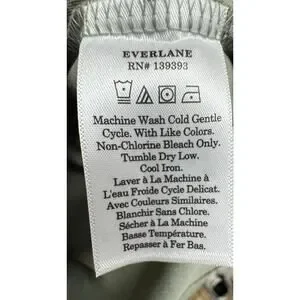 EVERLANE
RN# 139393
Machine Wash Cold Gentle
Cycle. With Like Colors.
Non-Chlorine Bleach Only.
Tumble Dry Low.
Cool Iron.
Laver à La Machine à
L'eau Froide Cycle Delicat.
Avec Couleurs Similaires.
Blanchir Sans Chlore.
Sécher à La Machine
Basse Température.
Repasser à Fer Bas.